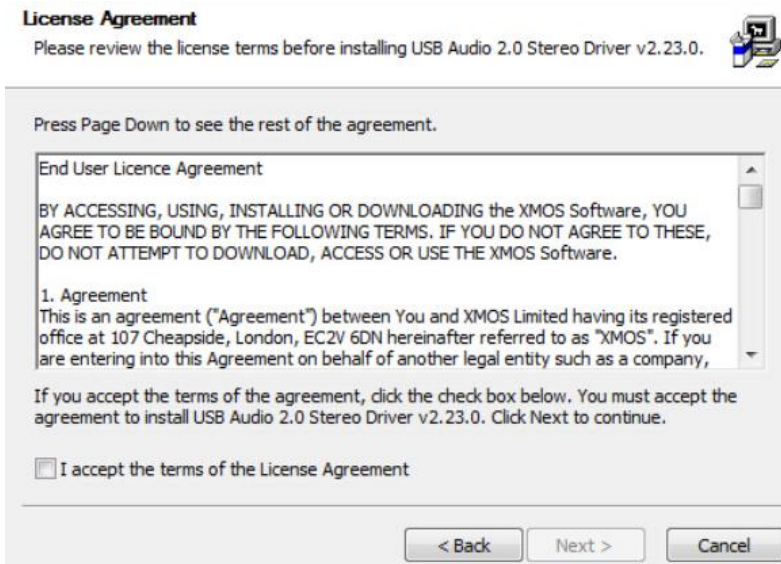 License Agreement
Please review the license terms before installing USB Audio 2.0 Stereo Driver v2.23.0.
Press Page Down to see the rest of the agreement.
End User Licence Agreement
BY ACCESSING, USING, INSTALLING OR DOWNLOADING the XMOS Software, YOU
AGREE TO BE BOUND BY THE FOLLOWING TERMS. IF YOU DO NOT AGREE TO THESE,
DO NOT ATTEMPT TO DOWNLOAD, ACCESS OR USE THE XMOS Software.
1. Agreement
This is an agreement ("Agreement") between You and XMOS Limited having its registered
office at 107 Cheapside, London, EC2V 6DN hereinafter referred to as "XMOS". If you
are entering into this Agreement on behalf of another legal entity such as a company,
If you accept the terms of the agreement, click the check box below. You must accept the
agreement to install USB Audio 2.0 Stereo Driver v2.23.0. Click Next to continue.
I accept the terms of the License Agreement
< Back Next > Cancel